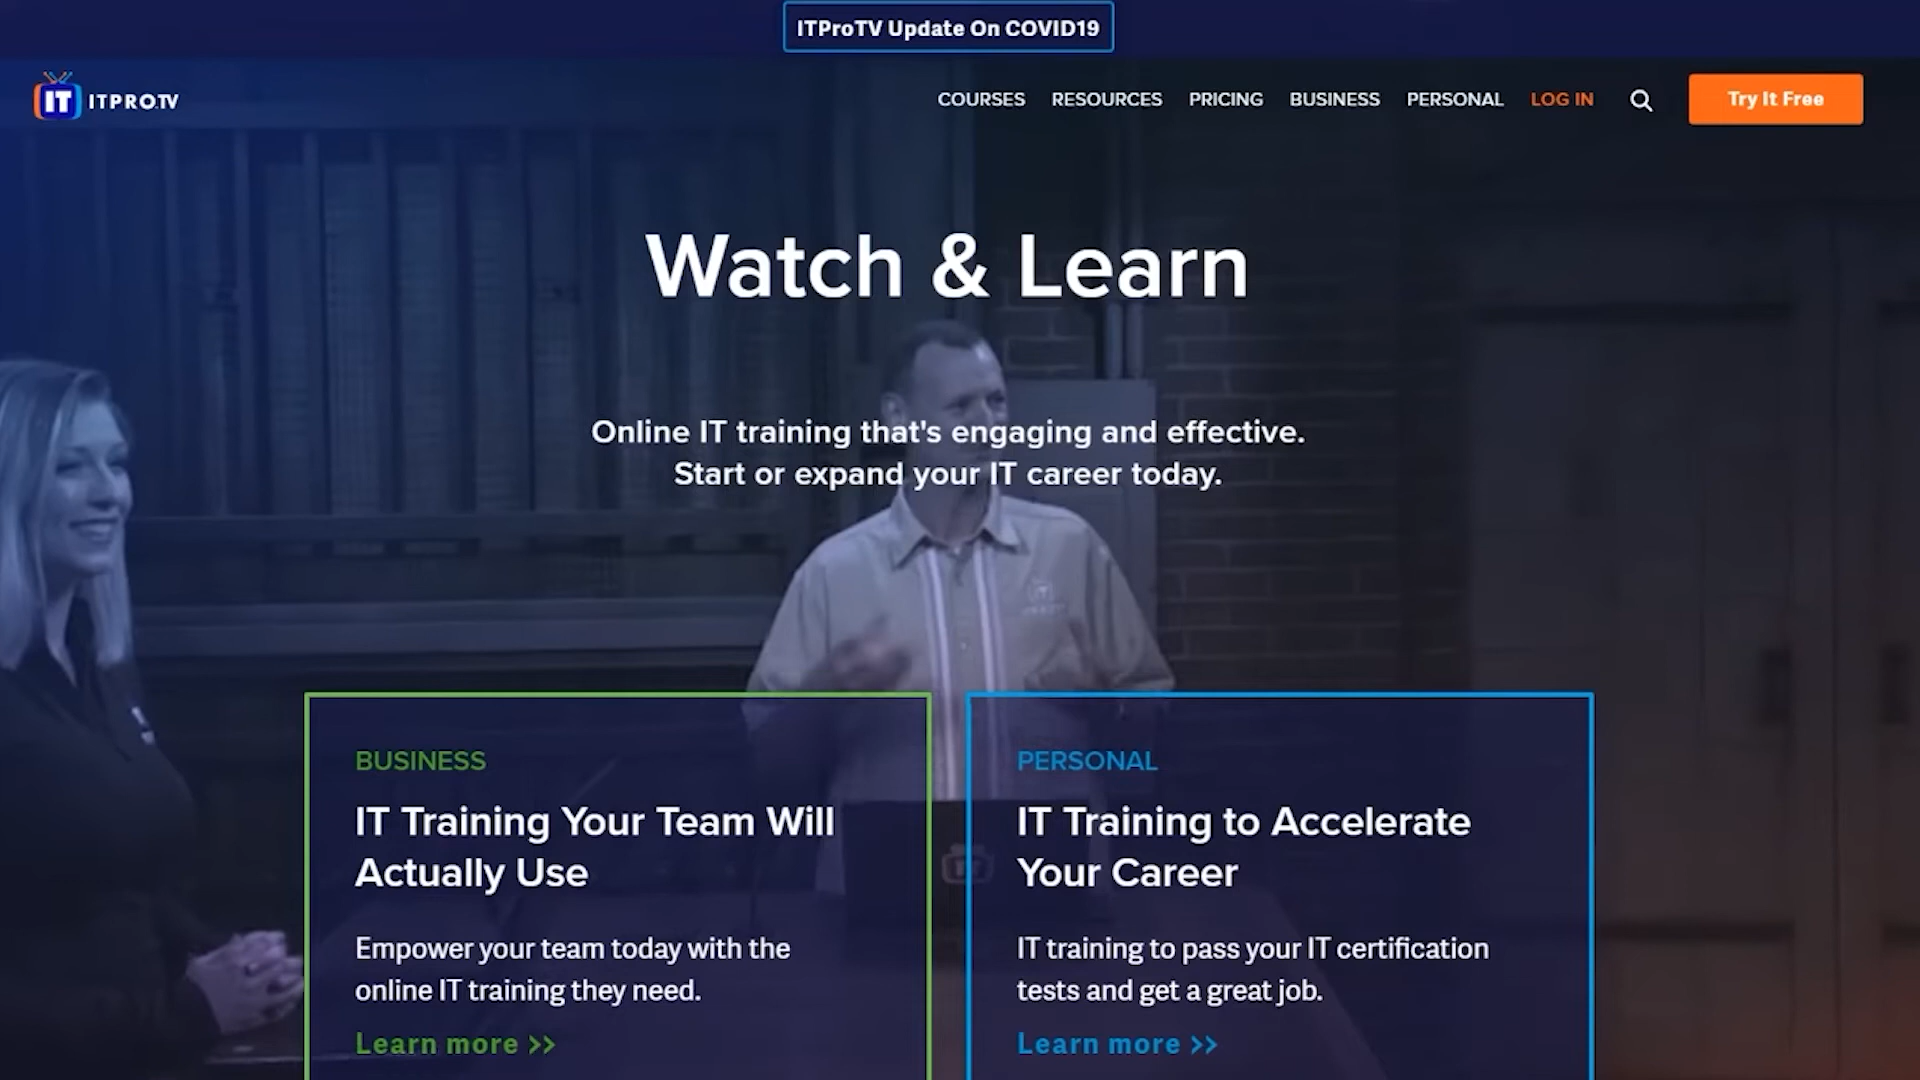 ITProTV Update On COVID19
IT ITPRO.TV
COURSES RESOURCES PRICING BUSINESS PERSONAL LOG IN Try It Free
Watch & Learn
Online IT training that's engaging and effective.
Start or expand your IT career today.
BUSINESS
IT Training Your Team Will
Actually Use
Empower your team today with the
online IT training they need.
Learn more >>
PERSONAL
IT Training to Accelerate
Your Career
IT training to pass your IT certification
tests and get a great job.
Learn more >>